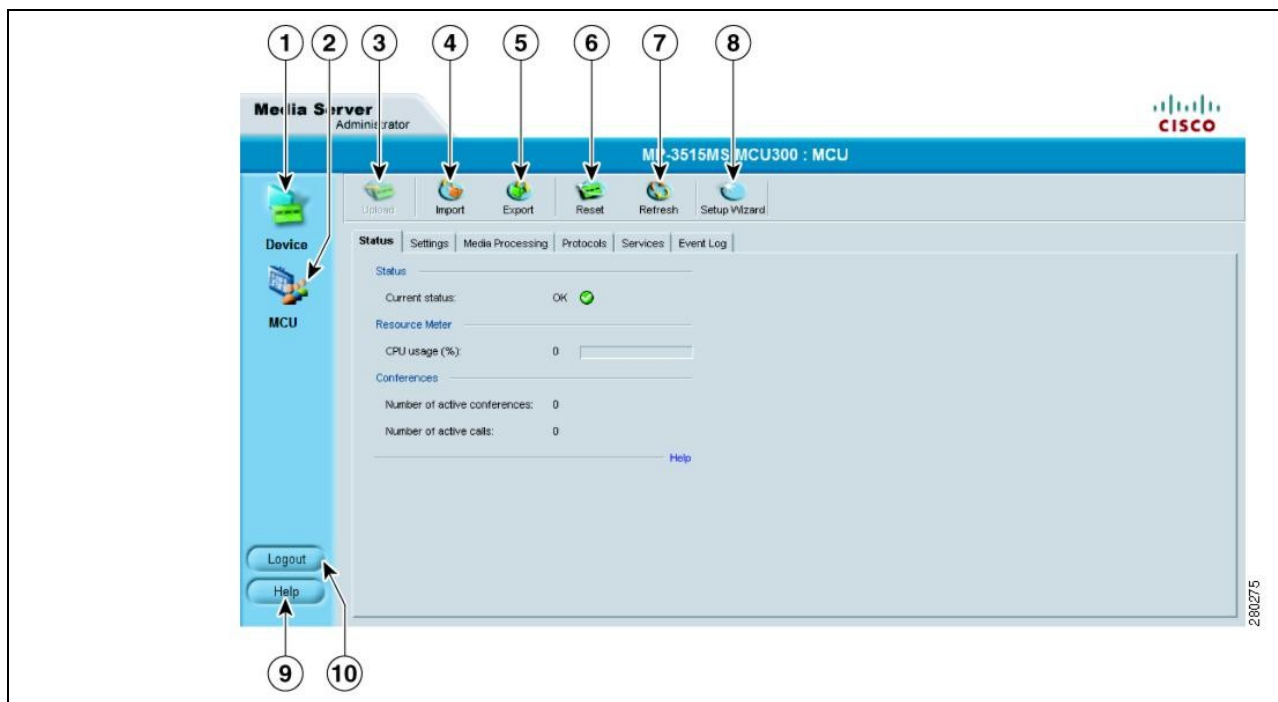 1 2 3 4 5 6 7 8
Media Server
Administrator
CISCO
MP-3515MS/MCU300 : MCU
Upload Import Export Reset Refresh Setup Wizard
Device
Status Settings Media Processing Protocols Services Event Log
Status
Current status: OK
MCU
Resource Meter
CPU usage (%): 0
Conferences
Number of active conferences: 0
Number of active calls: 0
Help
Logout
Help
280275
9 10